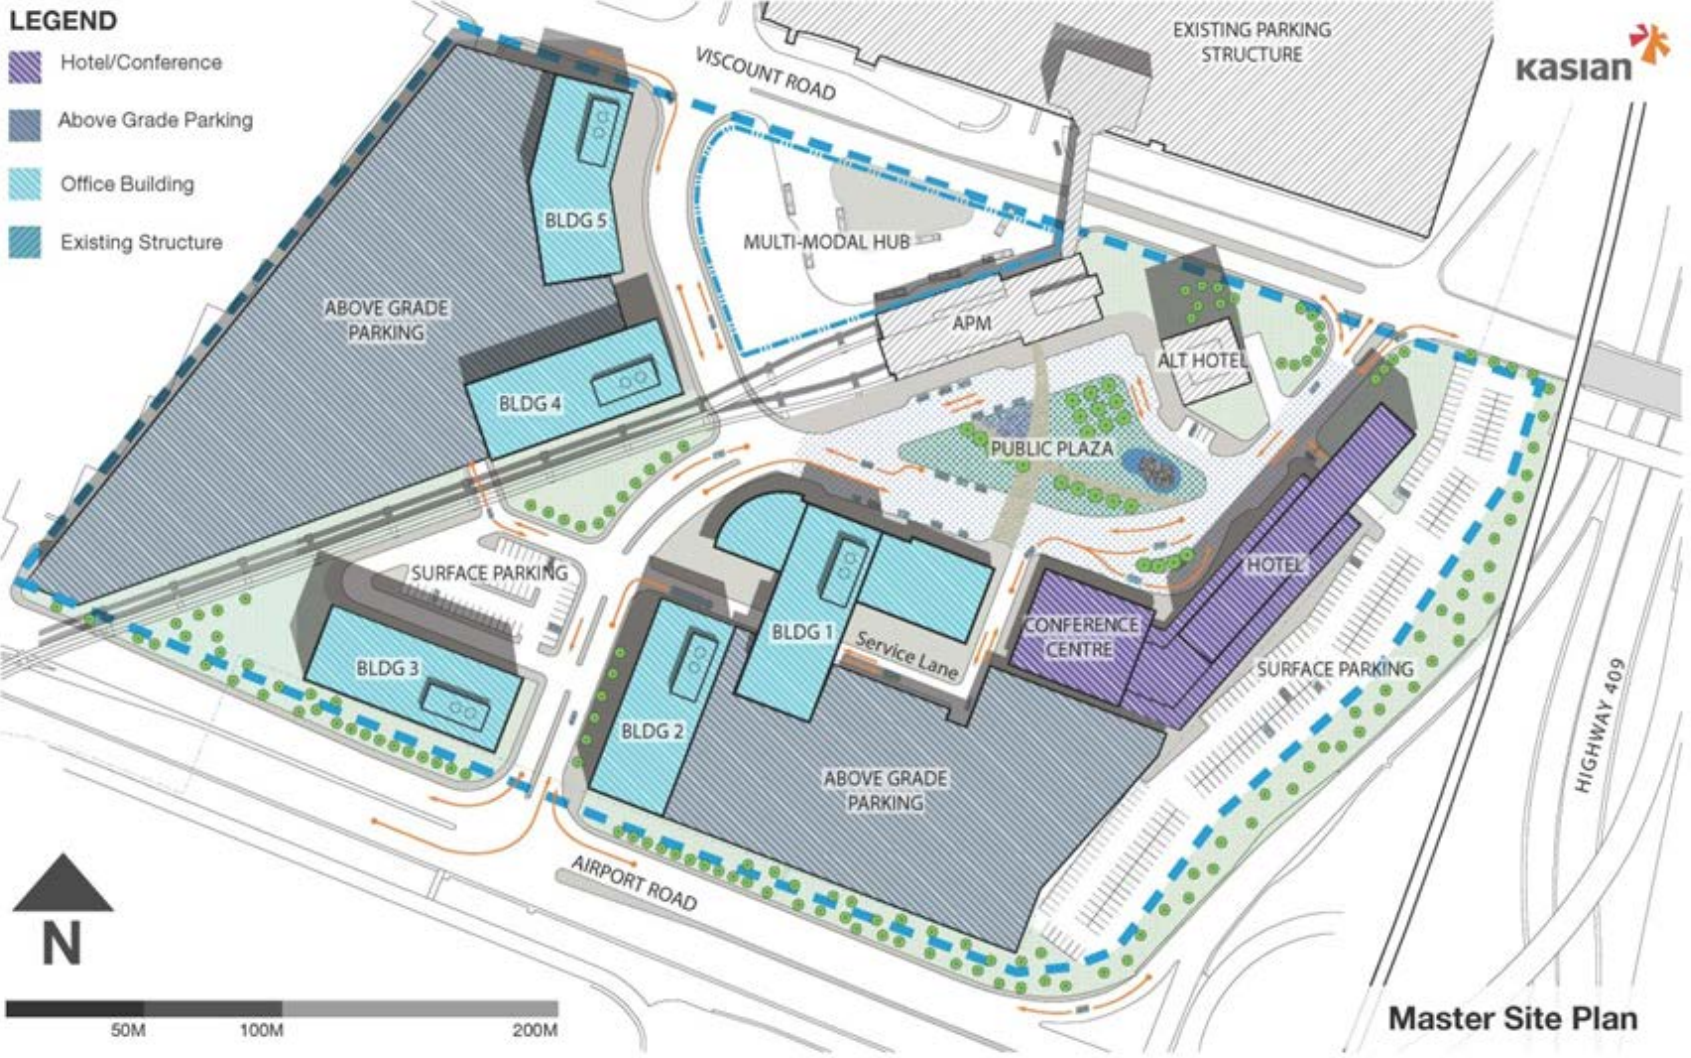 LEGEND
Hotel/Conference
Above Grade Parking
Office Building
Existing Structure
VISCOUNT ROAD
EXISTING PARKING
STRUCTURE
KasIan
BLDG 5
MULTI-MODAL HUB
ABOVE GRADE
PARKING
APM
ALT HOTEL
BLDG 4
PUBLIC PLAZA
SURFACE PARKING
HOTEL
BLDG 1
CONFERENCE
CENTRE
Service Lane
BLDG 3
SURFACE PARKING
BLDG 2
ABOVE GRADE
PARKING
HIGHWAY 409
AIRPORT ROAD
N
50M 100M 200M
Master Site Plan